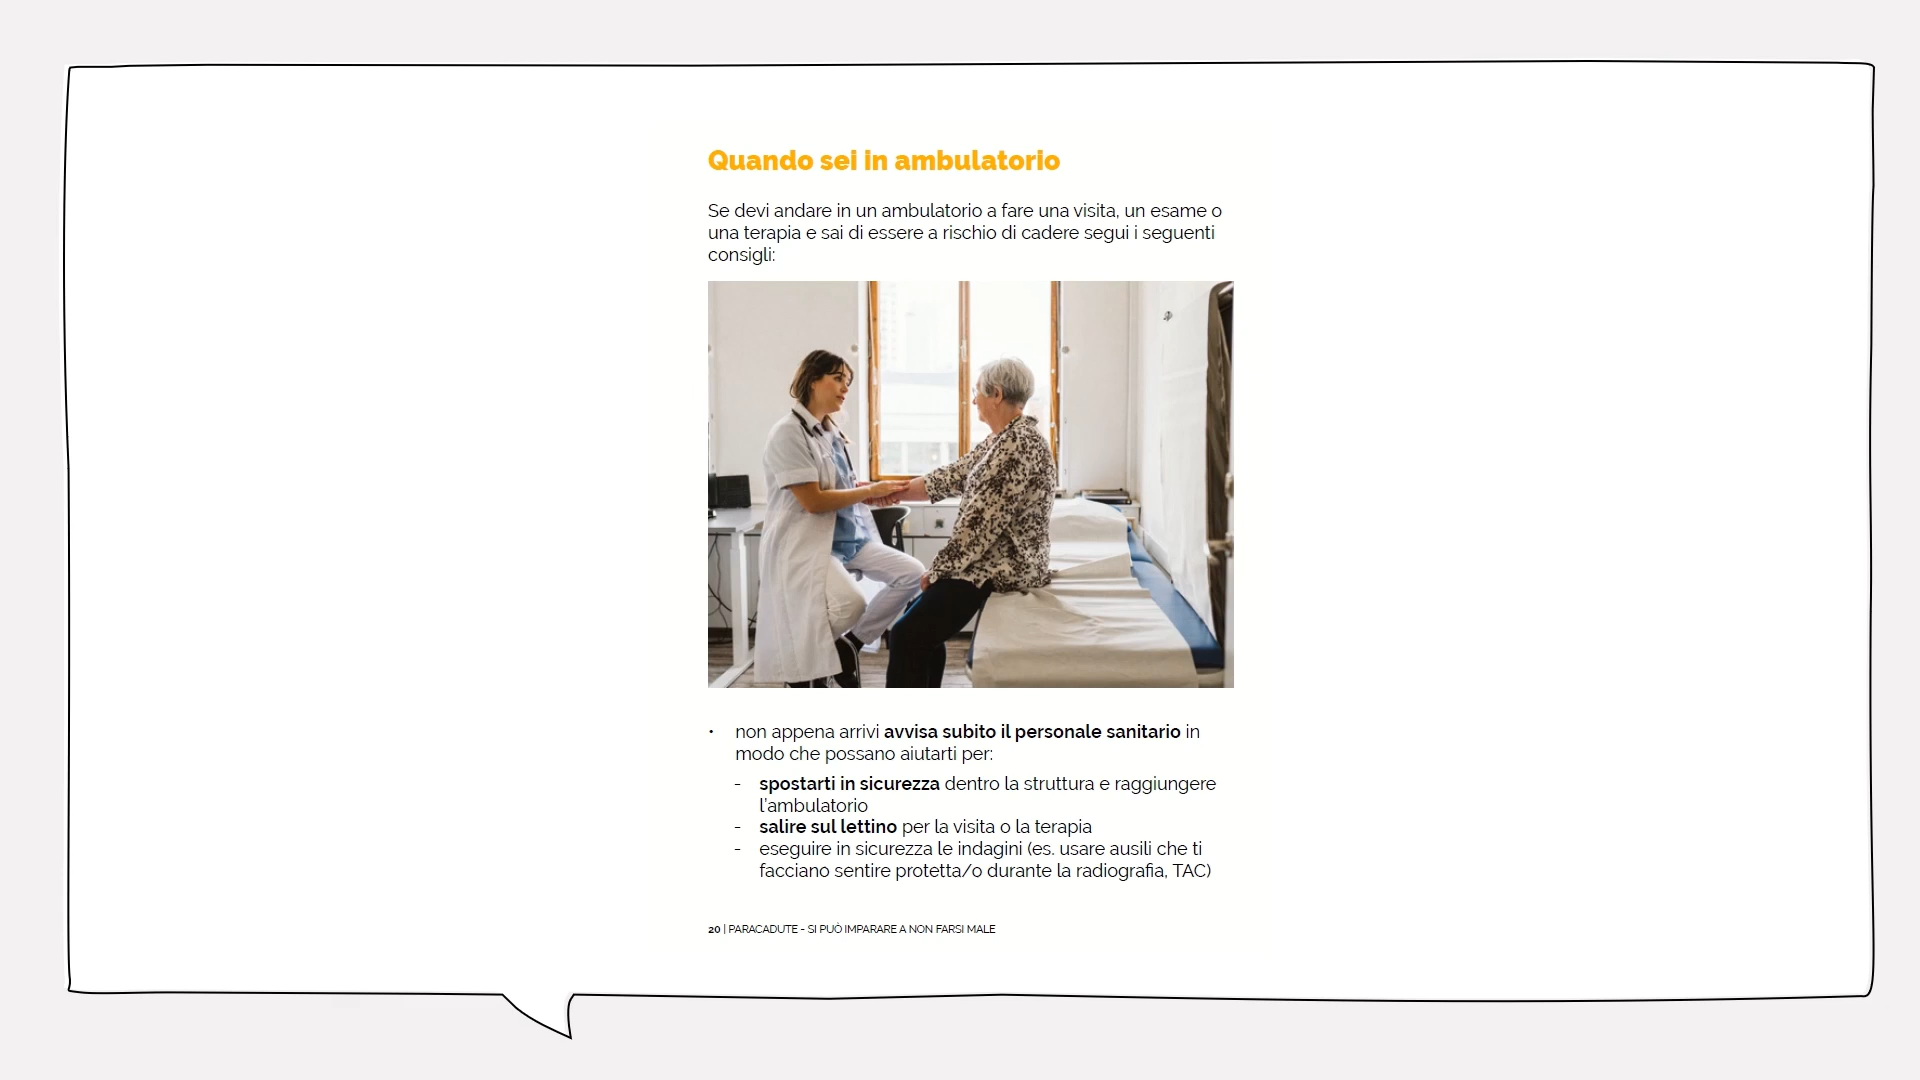 Quando sei in ambulatorio
Se devi andare in un ambulatorio a fare una visita, un esame o
una terapia e sai di essere a rischio di cadere segui i seguenti
consigli:
• non appena arrivi avvisa subito il personale sanitario in
modo che possano aiutarti per:
- spostarti in sicurezza dentro la struttura e raggiungere
l'ambulatorio
- salire sul lettino per la visita o la terapia
- eseguire in sicurezza le indagini (es. usare ausili che ti
facciano sentire protetta/o durante la radiografia, TAC)
20 | PARACADUTE - SI PUÒ IMPARARE A NON FARSI MALE